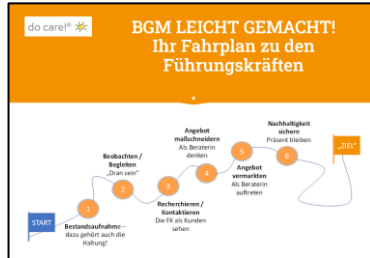 do care!®
BGM LEICHT GEMACHT!
Ihr Fahrplan zu den
Führungskräften
START
1
Bestandsaufnahme –
dazu gehört auch die
Haltung!
Beobachten /
Begleiten
„Dran sein"
2
3
Recherchieren /
Kontaktieren
Die FK als Kunden
sehen
Angebot
maßschneidern
Als Beraterin
denken
4
5
Angebot
vermarkten
Als Beraterin
auftreten
Nachhaltigkeit
sichern
Präsent bleiben
6
„ZIEL"